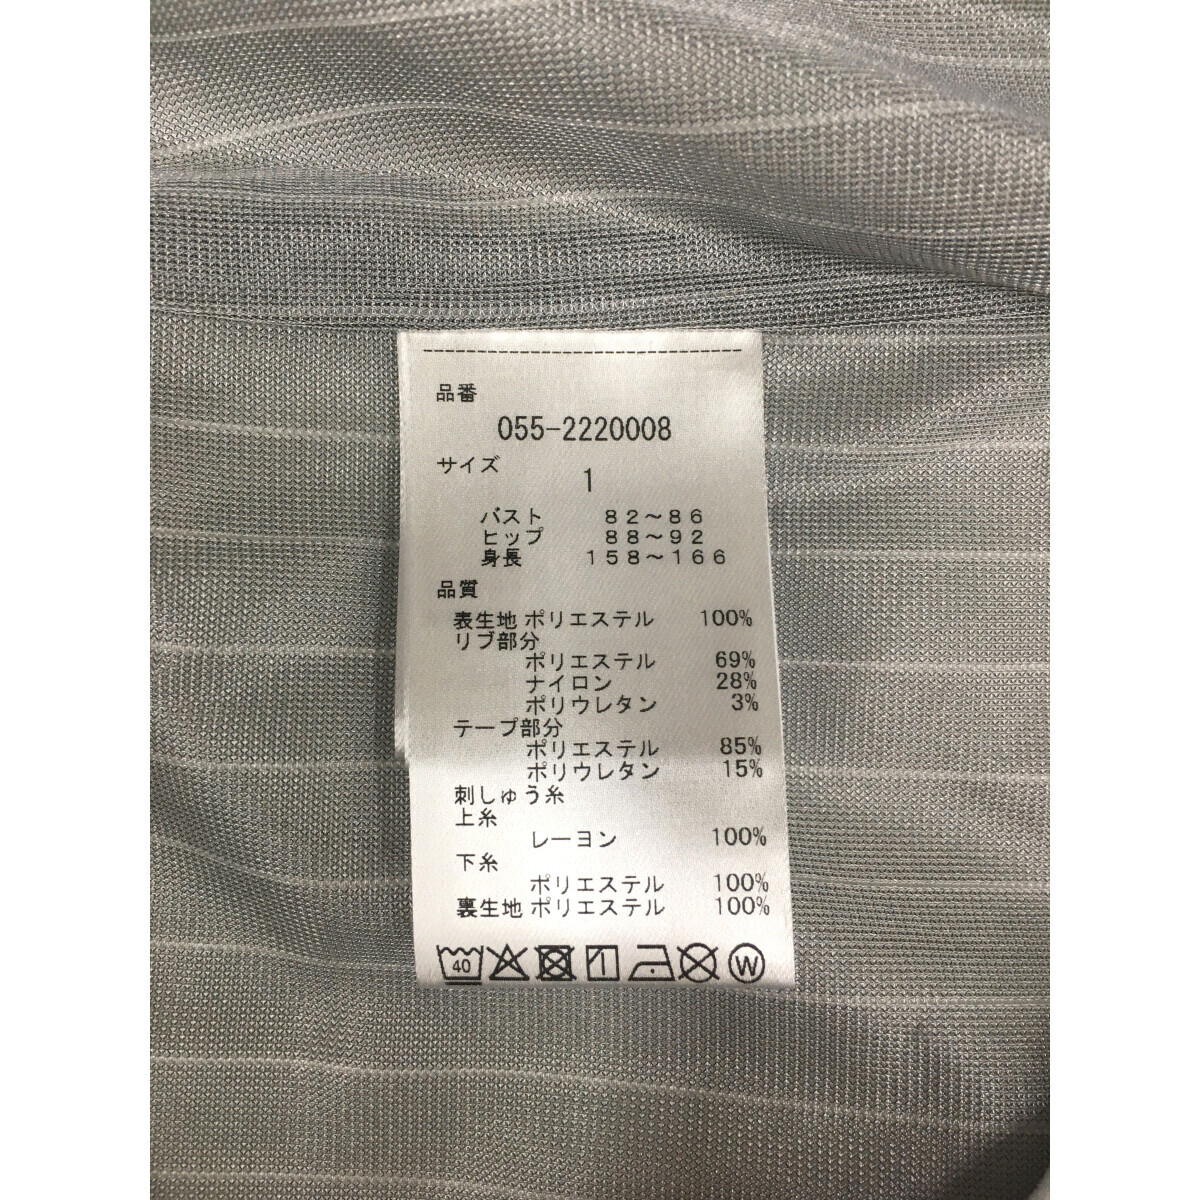 品番
055-2220008
サイズ
1
バスト 82～86
ヒップ 88～92
身長 158～166
品質
表生地 ポリエステル 100%
リブ部分
ポリエステル 69%
ナイロン 28%
ポリウレタン 3%
テープ部分
ポリエステル 85%
ポリウレタン 15%
刺しゅう糸
上糸
レーヨン 100%
下糸
ポリエステル 100%
裏生地 ポリエステル 100%
40 W